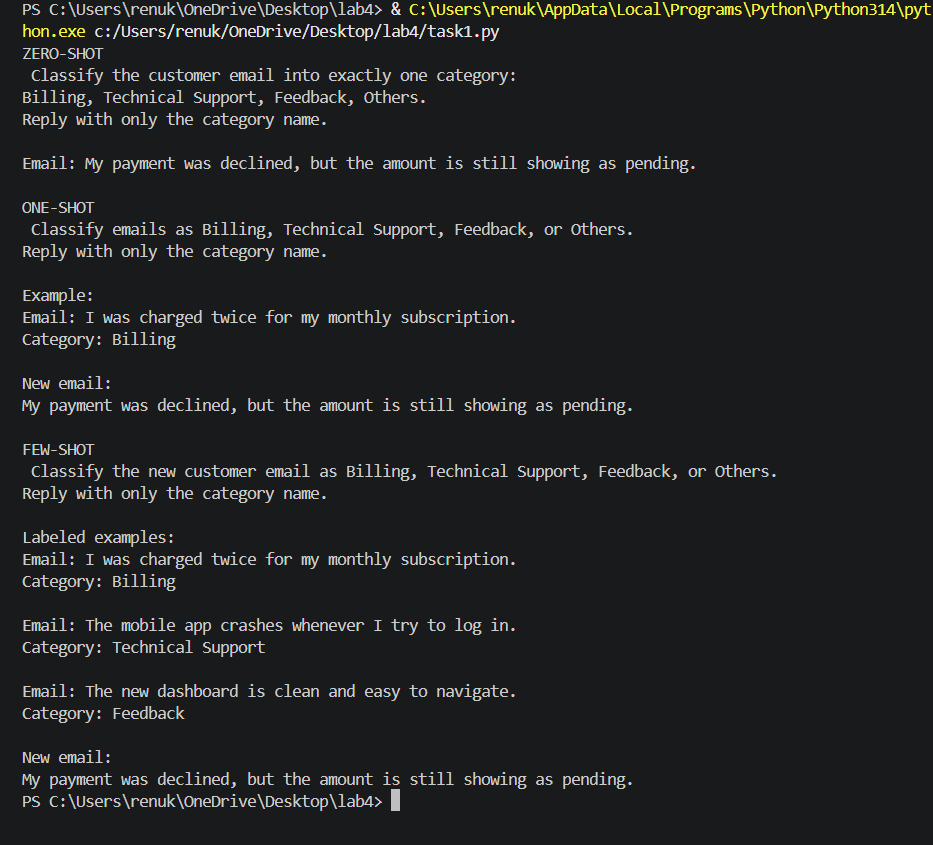 PS C:\Users\renuk\OneDrive\Desktop\lab4> & C:\Users\renuk\AppData\Local\Programs\Python\Python314\pyt
hon.exe c:/Users/renuk/OneDrive/Desktop/lab4/task1.py
ZERO-SHOT
 Classify the customer email into exactly one category:
Billing, Technical Support, Feedback, Others.
Reply with only the category name.

Email: My payment was declined, but the amount is still showing as pending.

ONE-SHOT
 Classify emails as Billing, Technical Support, Feedback, or Others.
Reply with only the category name.

Example:
Email: I was charged twice for my monthly subscription.
Category: Billing

New email:
My payment was declined, but the amount is still showing as pending.

FEW-SHOT
 Classify the new customer email as Billing, Technical Support, Feedback, or Others.
Reply with only the category name.

Labeled examples:
Email: I was charged twice for my monthly subscription.
Category: Billing

Email: The mobile app crashes whenever I try to log in.
Category: Technical Support

Email: The new dashboard is clean and easy to navigate.
Category: Feedback

New email:
My payment was declined, but the amount is still showing as pending.
PS C:\Users\renuk\OneDrive\Desktop\lab4>